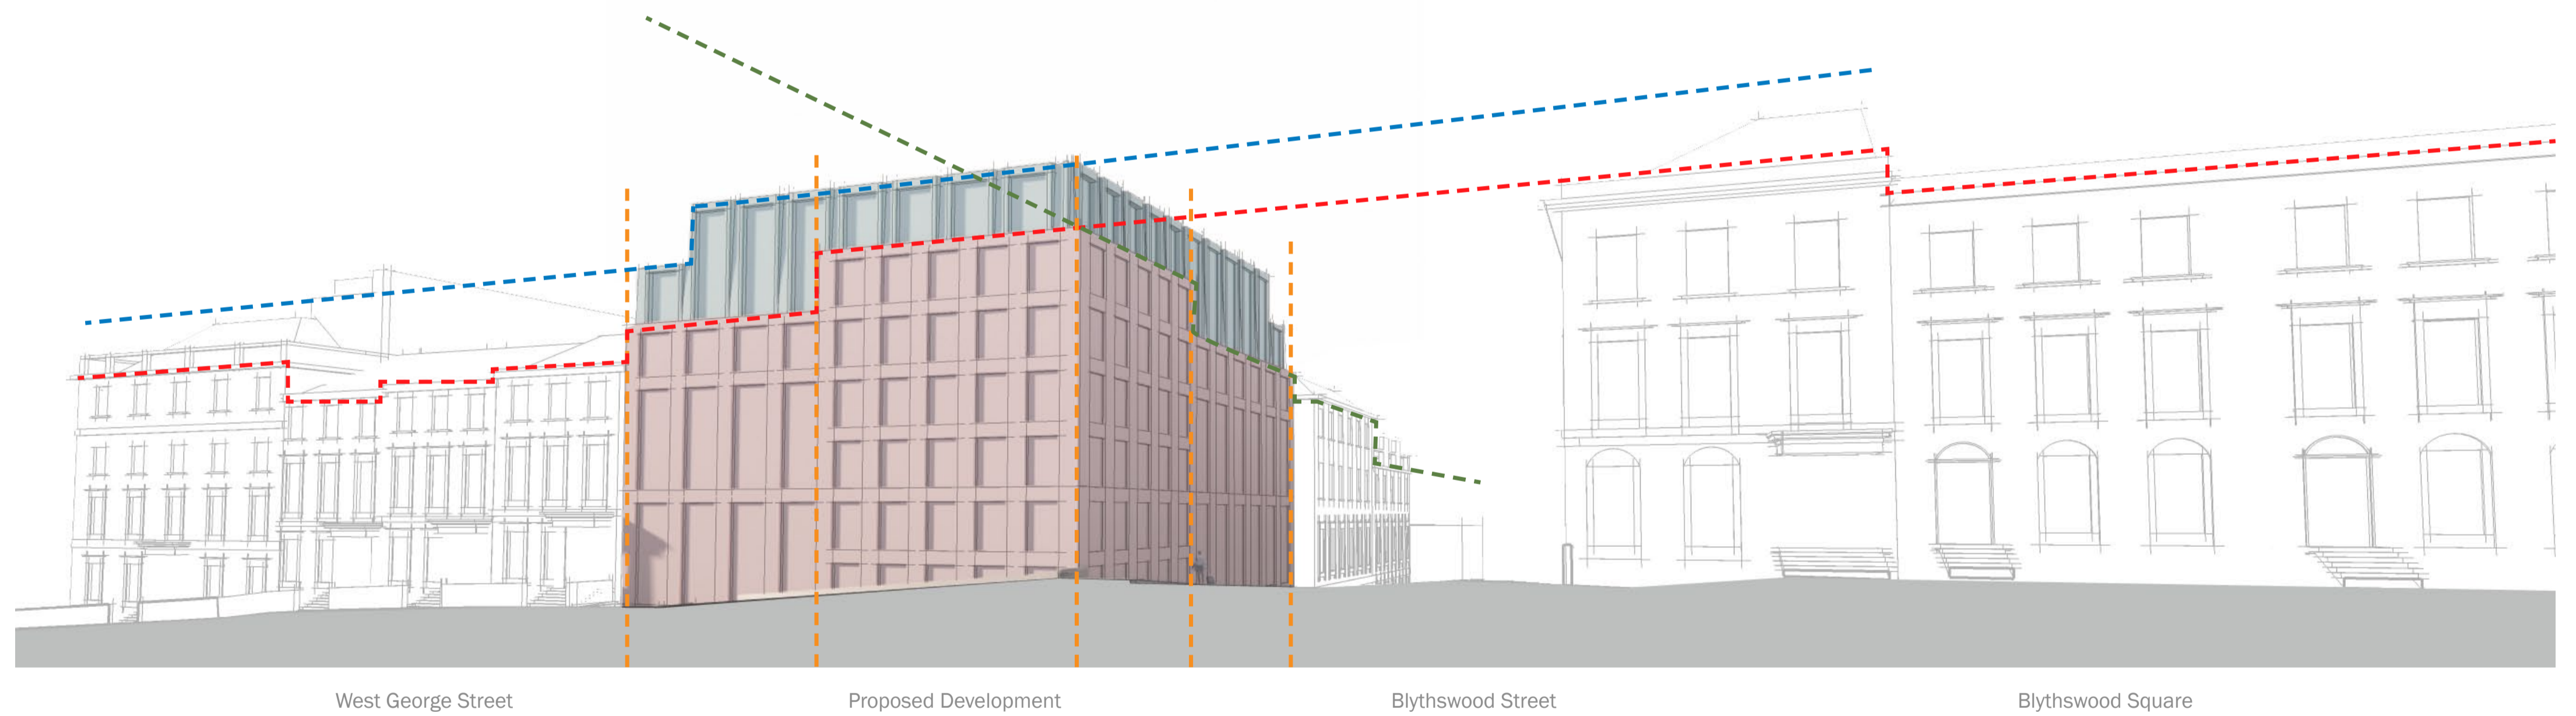 West George Street
Proposed Development
Blythswood Street
Blythswood Square